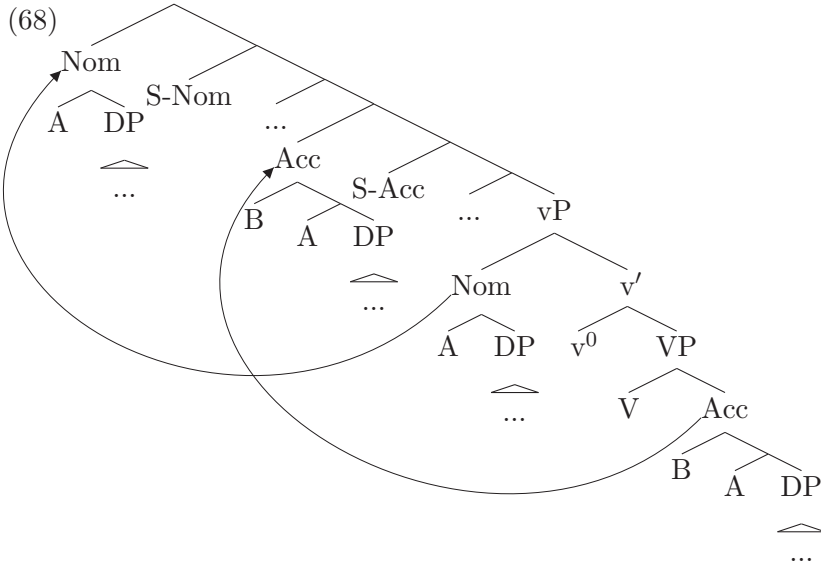 (68)
Nom
A DP
...
S-Nom
...
Acc
B
A DP
...
S-Acc
...
vP
Nom
A DP
...
v′
v⁰ VP
V Acc
B
A DP
...